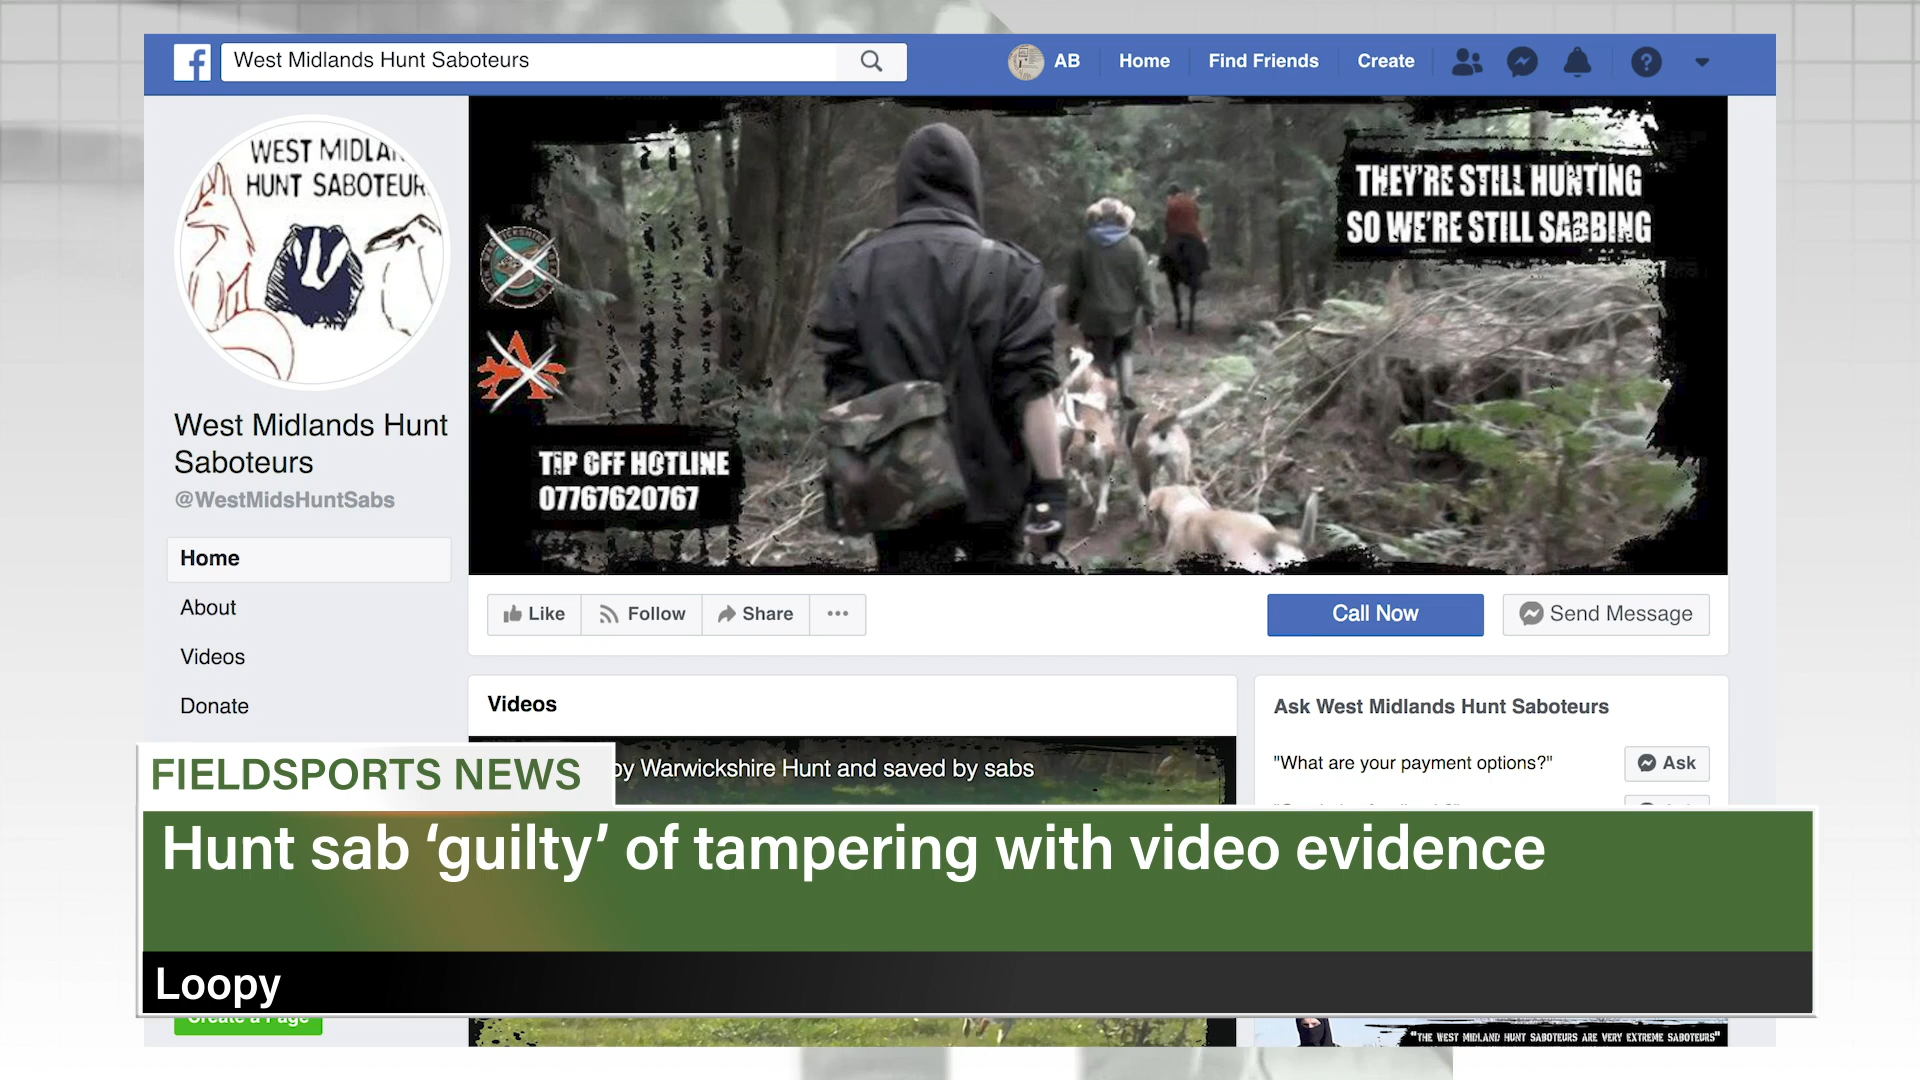 West Midlands Hunt Saboteurs
AB
Home
Find Friends
Create
WEST MIDLA
HUNT SABOTEUR
THEY'RE STILL HUNTING
SO WE'RE STILL SABBING
TIP OFF HOTLINE
07767620767
West Midlands Hunt
Saboteurs
@WestMidsHuntSabs
Home
About
Videos
Donate
Like
Follow
Share
Call Now
Send Message
Videos
by Warwickshire Hunt and saved by sabs
Ask West Midlands Hunt Saboteurs
"What are your payment options?"
Ask
FIELDSPORTS NEWS
Hunt sab ‘guilty’ of tampering with video evidence
Loopy
Create a Page
"THE WEST MIDLAND HUNT SABOTEURS ARE VERY EXTREME SABOTEURS"